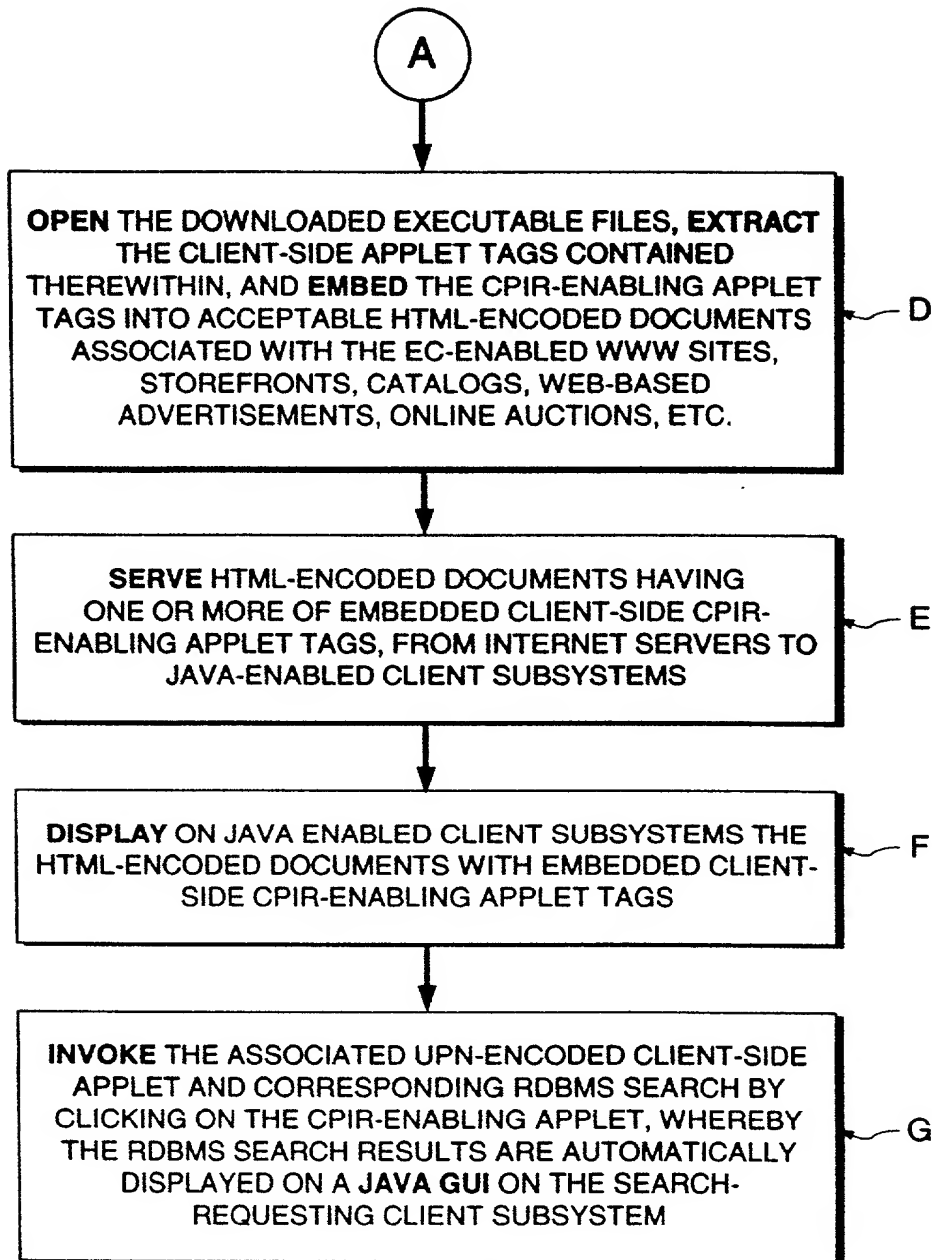 A
OPEN THE DOWNLOADED EXECUTABLE FILES, EXTRACT
THE CLIENT-SIDE APPLET TAGS CONTAINED
THEREWITHIN, AND EMBED THE CPIR-ENABLING APPLET
TAGS INTO ACCEPTABLE HTML-ENCODED DOCUMENTS
ASSOCIATED WITH THE EC-ENABLED WWW SITES,
STOREFRONTS, CATALOGS, WEB-BASED
ADVERTISEMENTS, ONLINE AUCTIONS, ETC.
D
SERVE HTML-ENCODED DOCUMENTS HAVING
ONE OR MORE OF EMBEDDED CLIENT-SIDE CPIR-
ENABLING APPLET TAGS, FROM INTERNET SERVERS TO
JAVA-ENABLED CLIENT SUBSYSTEMS
E
DISPLAY ON JAVA ENABLED CLIENT SUBSYSTEMS THE
HTML-ENCODED DOCUMENTS WITH EMBEDDED CLIENT-
SIDE CPIR-ENABLING APPLET TAGS
F
INVOKE THE ASSOCIATED UPN-ENCODED CLIENT-SIDE
APPLET AND CORRESPONDING RDBMS SEARCH BY
CLICKING ON THE CPIR-ENABLING APPLET, WHEREBY
THE RDBMS SEARCH RESULTS ARE AUTOMATICALLY
DISPLAYED ON A JAVA GUI ON THE SEARCH-
REQUESTING CLIENT SUBSYSTEM
G